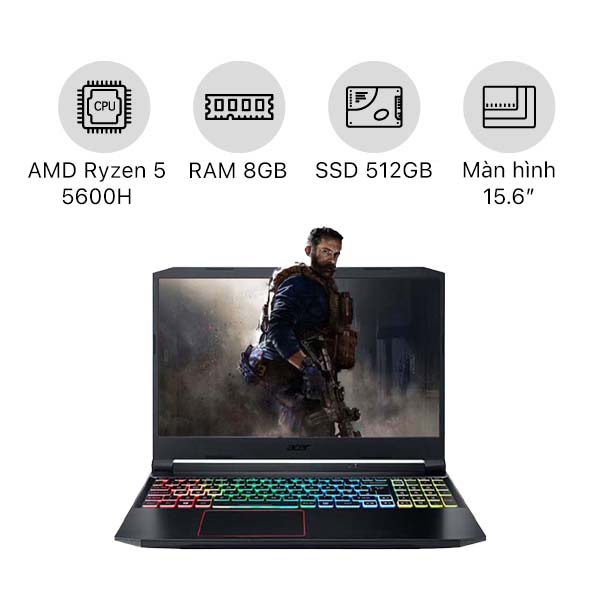 CPU
AMD Ryzen 5
5600H
RAM 8GB
SSD 512GB
Màn hình
15.6”
acer